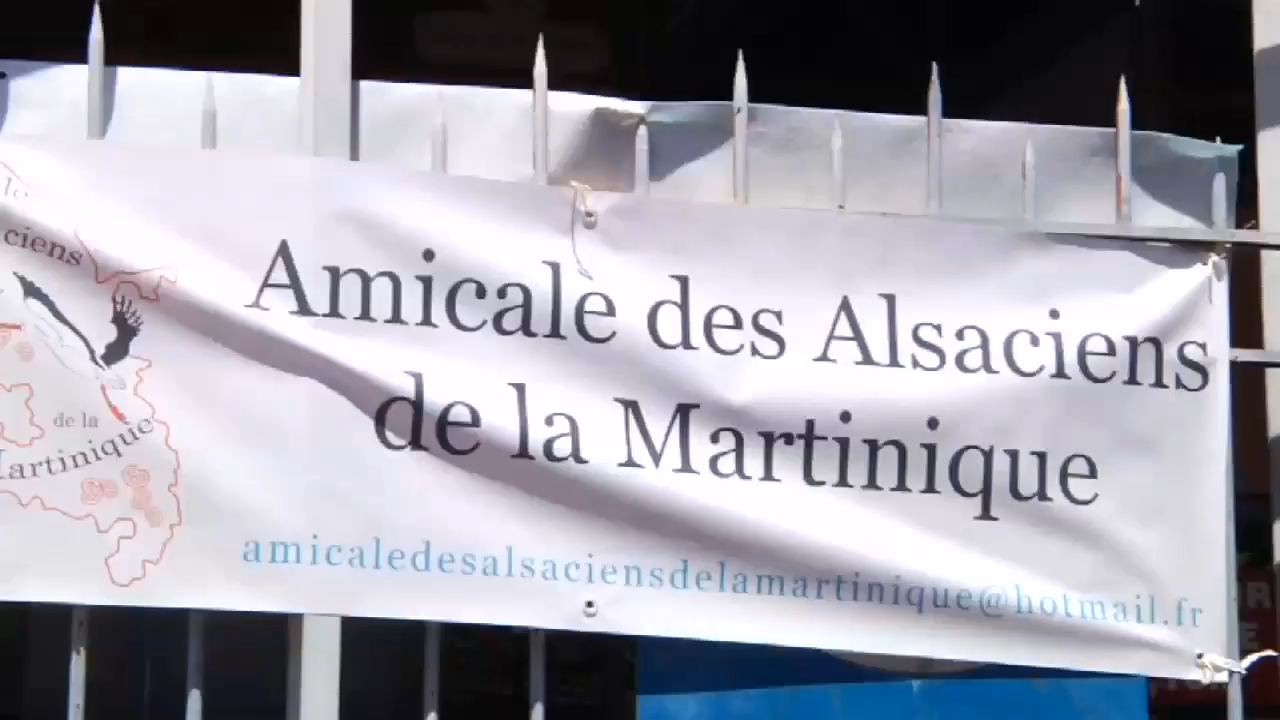 ciens
de la
Martinique
Amicale des Alsaciens
de la Martinique
amicaledesalsaciensdelamartinique@hotmail.fr